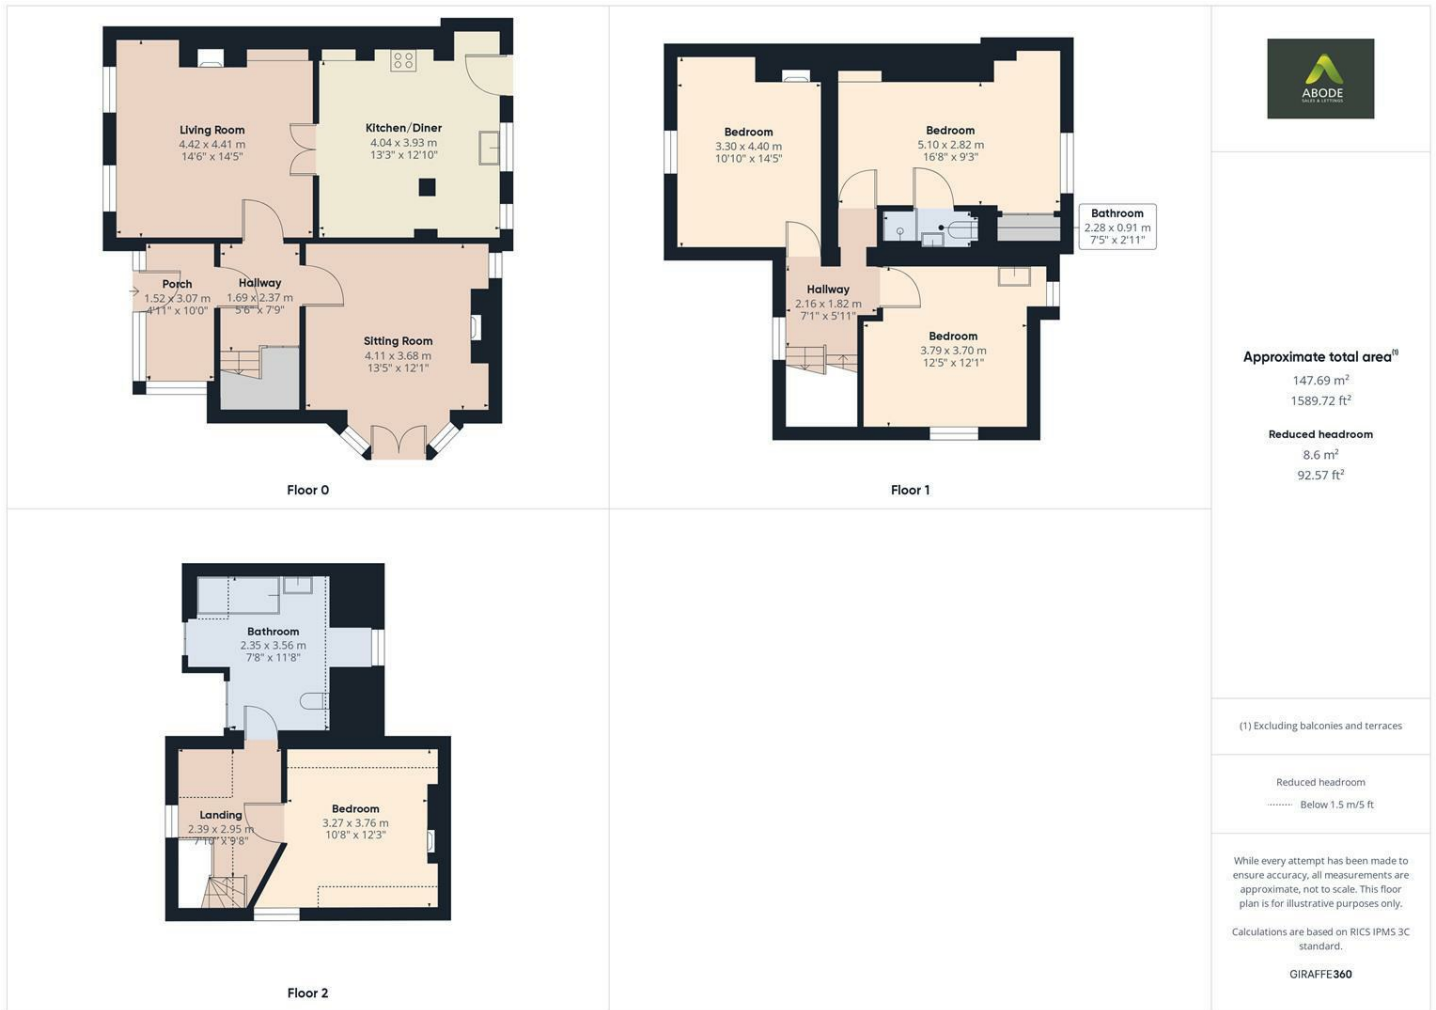 Living Room
4.42 x 4.41 m
14'6" x 14'5"
Kitchen/Diner
4.04 x 3.93 m
13'3" x 12'10"
Porch
1.52 x 3.07 m
4'11" x 10'0"
Hallway
1.69 x 2.37 m
5'6" x 7'9"
Sitting Room
4.11 x 3.68 m
13'5" x 12'1"
Floor 0
Bedroom
3.30 x 4.40 m
10'10" x 14'5"
Bedroom
5.10 x 2.82 m
16'8" x 9'3"
Bathroom
2.28 x 0.91 m
7'5" x 2'11"
Hallway
2.16 x 1.82 m
7'1" x 5'11"
Bedroom
3.79 x 3.70 m
12'5" x 12'1"
Floor 1
Bathroom
2.35 x 3.56 m
7'8" x 11'8"
Landing
2.39 x 2.95 m
7'10" x 9'8"
Bedroom
3.27 x 3.76 m
10'8" x 12'3"
Floor 2
ABODE
SALES & LETTINGS
Approximate total area⁽¹⁾
147.69 m²
1589.72 ft²
Reduced headroom
8.6 m²
92.57 ft²
(1) Excluding balconies and terraces
Reduced headroom
Below 1.5 m/5 ft
While every attempt has been made to
ensure accuracy, all measurements are
approximate, not to scale. This floor
plan is for illustrative purposes only.
Calculations are based on RICS IPMS 3C
standard.
GIRAFFE360